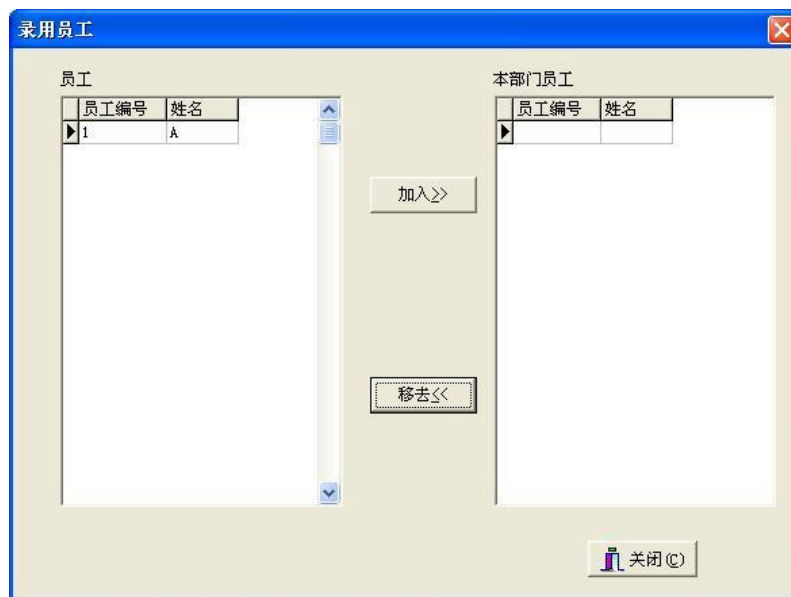 录用员工
员工 本部门员工
员工编号 姓名 员工编号 姓名
1 A
加入>>
移去<<
关闭(C)